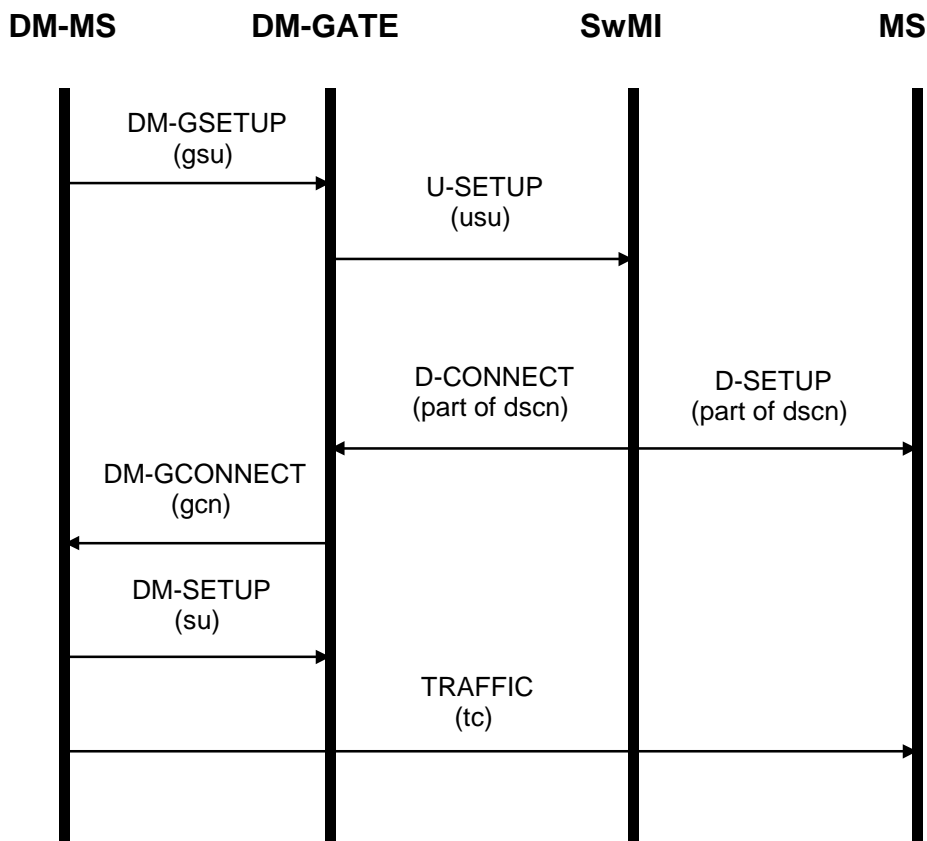 DM-MS DM-GATE SwMI MS
DM-GSETUP
(gsu)
U-SETUP
(usu)
D-CONNECT
(part of dscn)
D-SETUP
(part of dscn)
DM-GCONNECT
(gcn)
DM-SETUP
(su)
TRAFFIC
(tc)